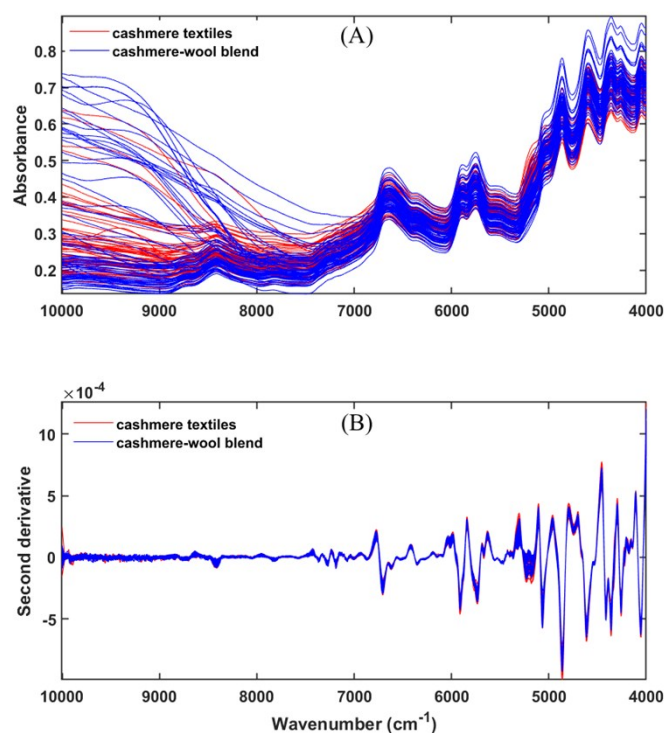 (A)
cashmere textiles
cashmere-wool blend
0.9
0.8
0.7
0.6
0.5
0.4
0.3
0.2
Absorbance
10000 9000 8000 7000 6000 5000 4000
×10⁻⁴
(B)
cashmere textiles
cashmere-wool blend
10
5
0
-5
Second derivative
10000 9000 8000 7000 6000 5000 4000
Wavenumber (cm⁻¹)